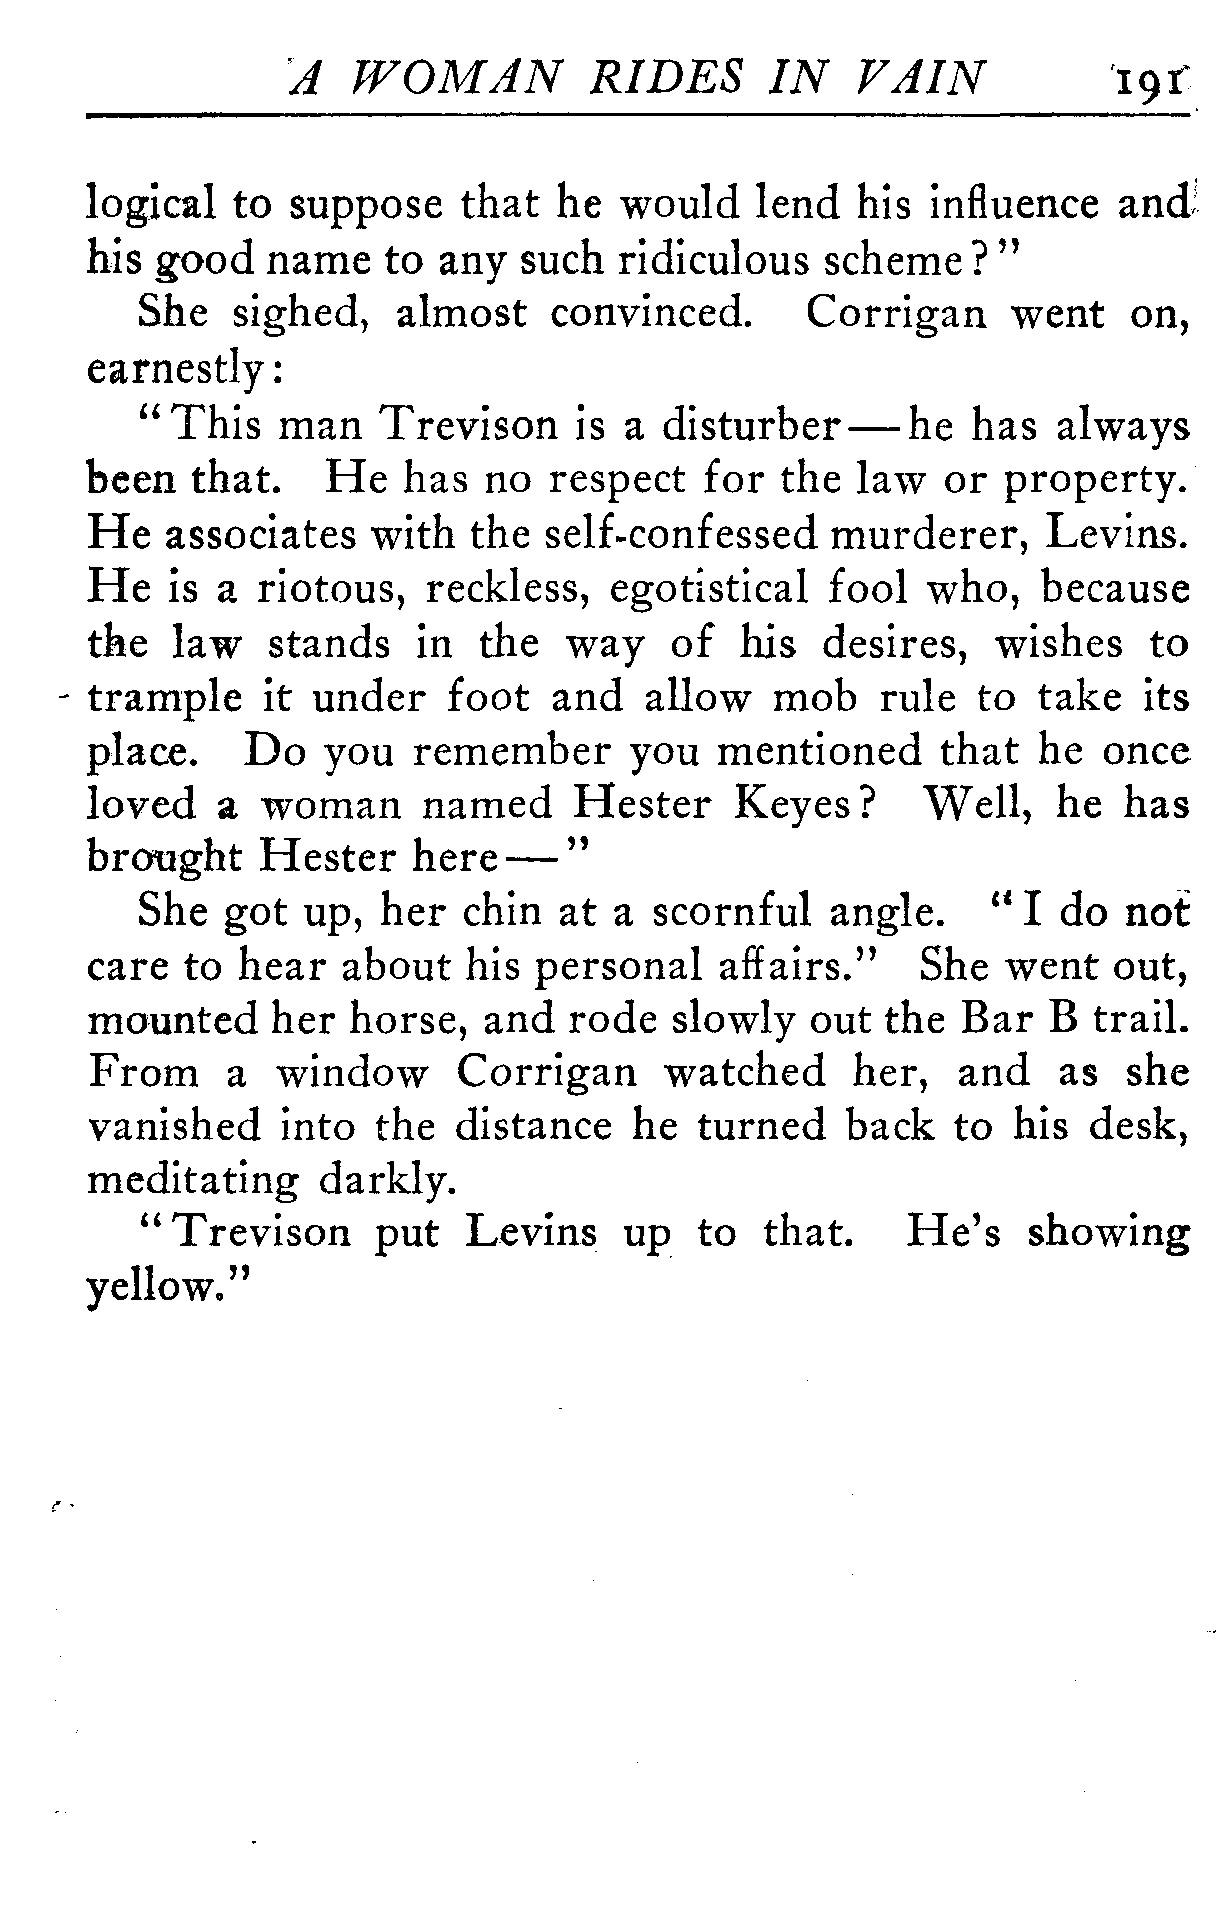 A WOMAN RIDES IN VAIN 191
logical to suppose that he would lend his influence and
his good name to any such ridiculous scheme?"
She sighed, almost convinced. Corrigan went on,
earnestly:
"This man Trevison is a disturber—he has always
been that. He has no respect for the law or property.
He associates with the self-confessed murderer, Levins.
He is a riotous, reckless, egotistical fool who, because
the law stands in the way of his desires, wishes to
trample it under foot and allow mob rule to take its
place. Do you remember you mentioned that he once
loved a woman named Hester Keyes? Well, he has
brought Hester here—"
She got up, her chin at a scornful angle. "I do not
care to hear about his personal affairs." She went out,
mounted her horse, and rode slowly out the Bar B trail.
From a window Corrigan watched her, and as she
vanished into the distance he turned back to his desk,
meditating darkly.
"Trevison put Levins up to that. He's showing
yellow."